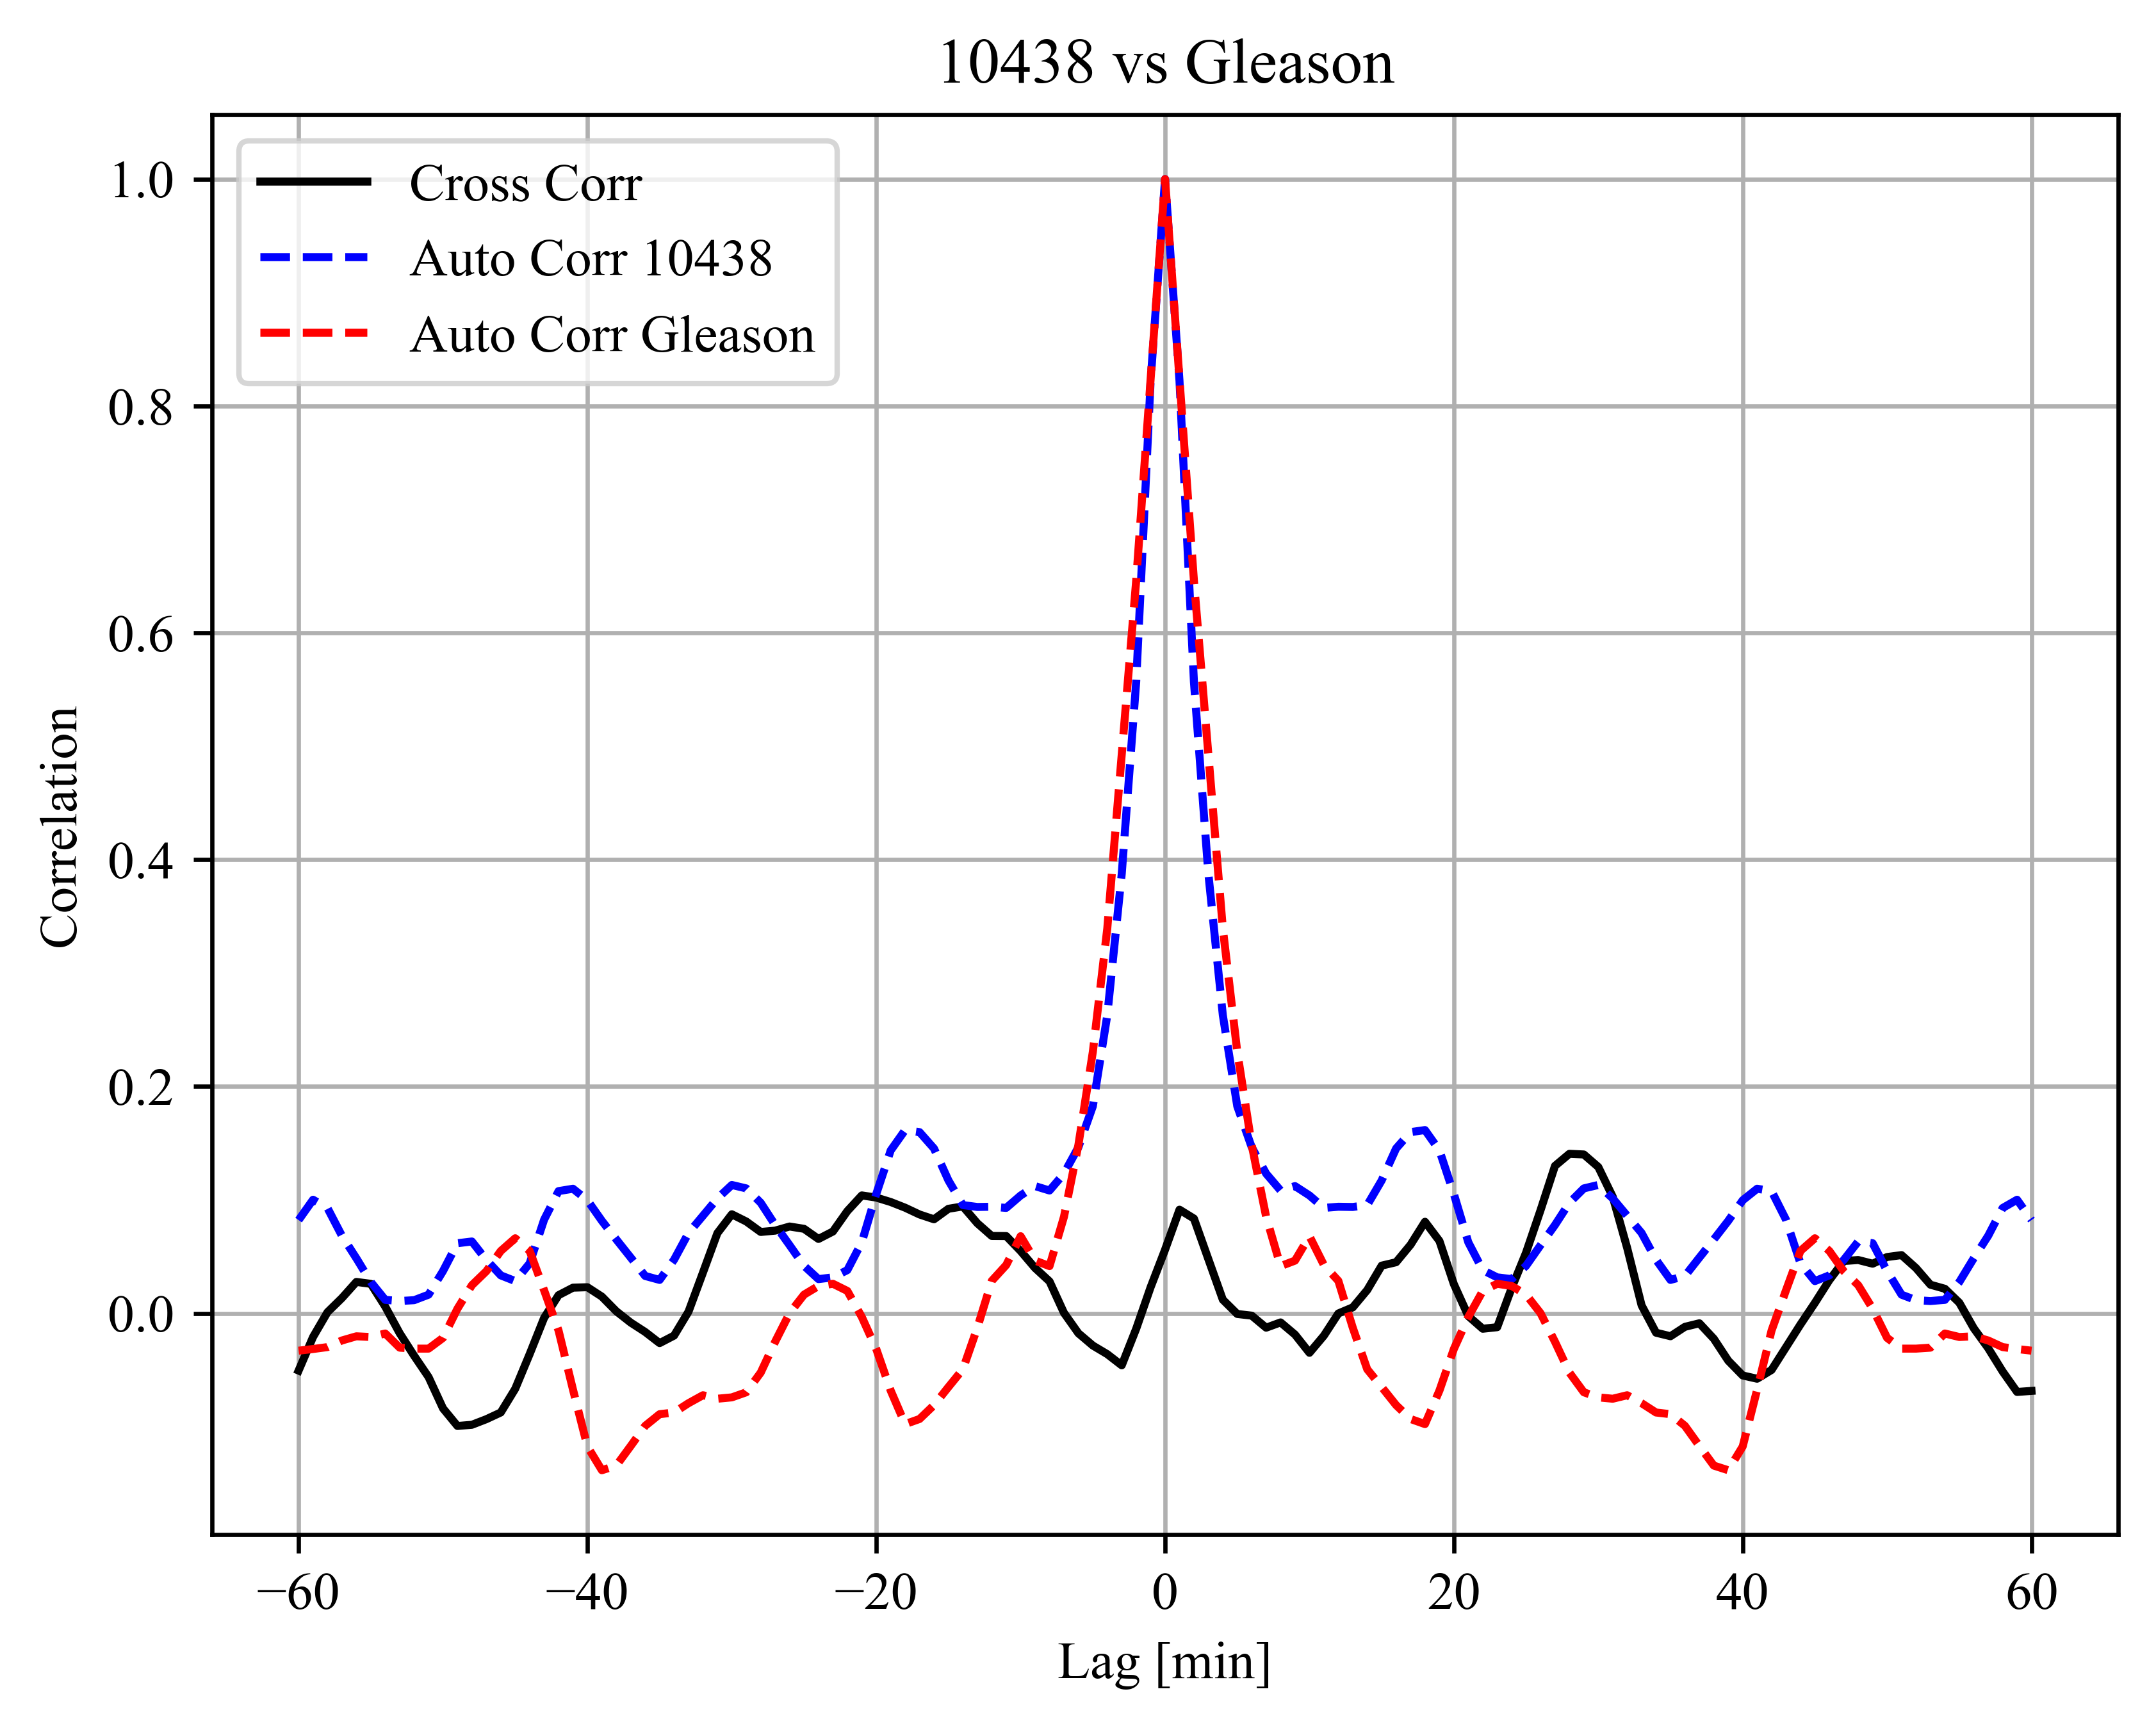 10438 vs Gleason
Cross Corr
Auto Corr 10438
Auto Corr Gleason
1.0
0.8
0.6
0.4
0.2
0.0
Correlation
−60 −40 −20 0 20 40 60
Lag [min]